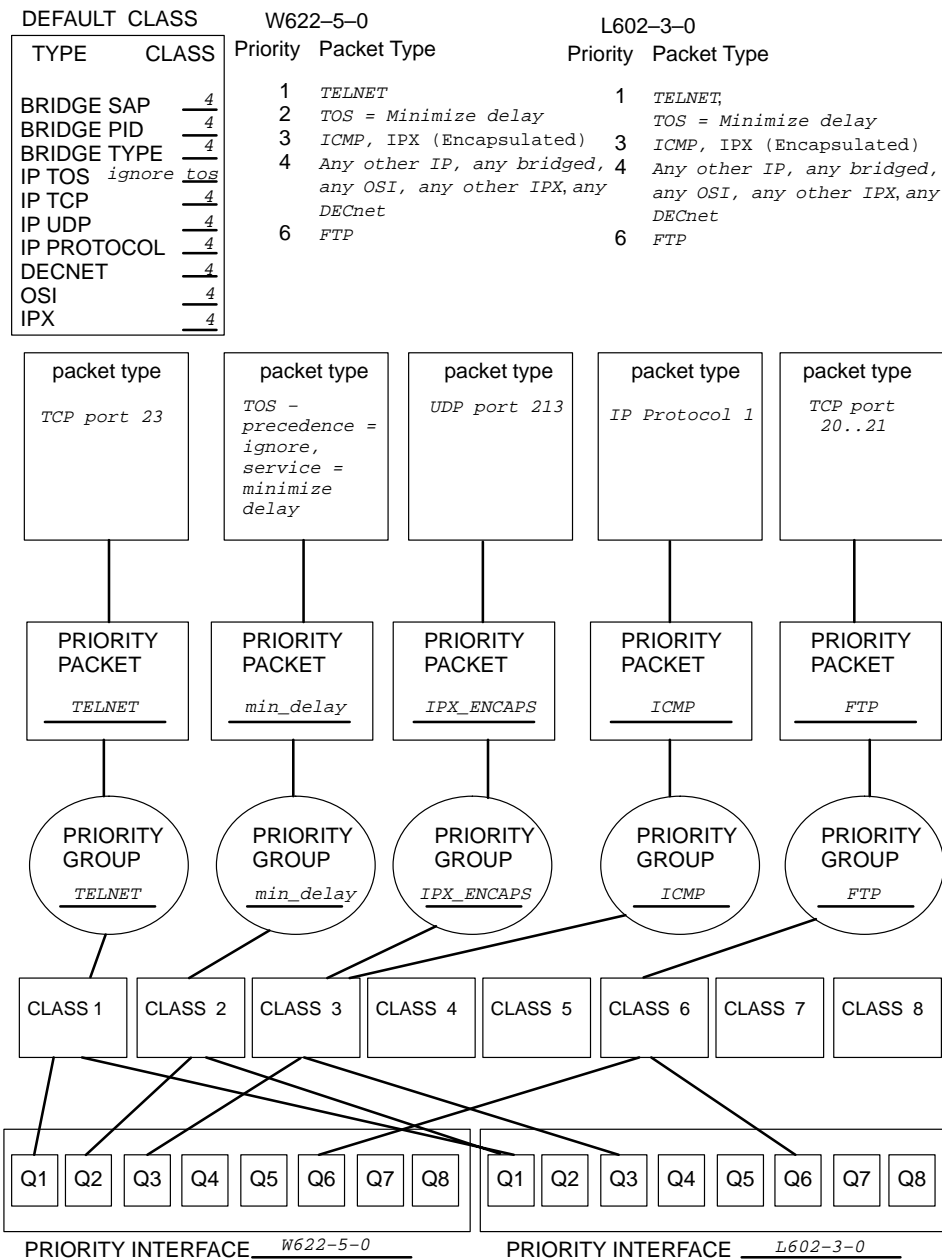 DEFAULT CLASS
TYPE CLASS
BRIDGE SAP 4
BRIDGE PID 4
BRIDGE TYPE 4
IP TOS ignore tos
IP TCP 4
IP UDP 4
IP PROTOCOL 4
DECNET 4
OSI 4
IPX 4
W622–5–0
Priority Packet Type
1 TELNET
2 TOS = Minimize delay
3 ICMP, IPX (Encapsulated)
4 Any other IP, any bridged,
any OSI, any other IPX, any
DECnet
6 FTP
L602–3–0
Priority Packet Type
1 TELNET,
TOS = Minimize delay
3 ICMP, IPX (Encapsulated)
4 Any other IP, any bridged,
any OSI, any other IPX, any
DECnet
6 FTP
packet type
TCP port 23
packet type
TOS –
precedence =
ignore,
service =
minimize
delay
packet type
UDP port 213
packet type
IP Protocol 1
packet type
TCP port
20..21
PRIORITY
PACKET
TELNET
PRIORITY
PACKET
min_delay
PRIORITY
PACKET
IPX_ENCAPS
PRIORITY
PACKET
ICMP
PRIORITY
PACKET
FTP
PRIORITY
GROUP
TELNET
PRIORITY
GROUP
min_delay
PRIORITY
GROUP
IPX_ENCAPS
PRIORITY
GROUP
ICMP
PRIORITY
GROUP
FTP
CLASS 1 CLASS 2 CLASS 3 CLASS 4 CLASS 5 CLASS 6 CLASS 7 CLASS 8
Q1 Q2 Q3 Q4 Q5 Q6 Q7 Q8 Q1 Q2 Q3 Q4 Q5 Q6 Q7 Q8
PRIORITY INTERFACE W622–5–0 PRIORITY INTERFACE L602–3–0